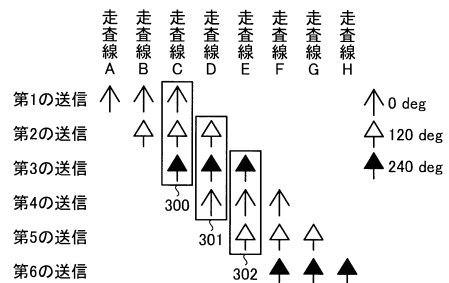 走査線A 走査線B 走査線C 走査線D 走査線E 走査線F 走査線G 走査線H
第1の送信
0 deg
第2の送信
120 deg
第3の送信
240 deg
300
第4の送信
301
第5の送信
302
第6の送信